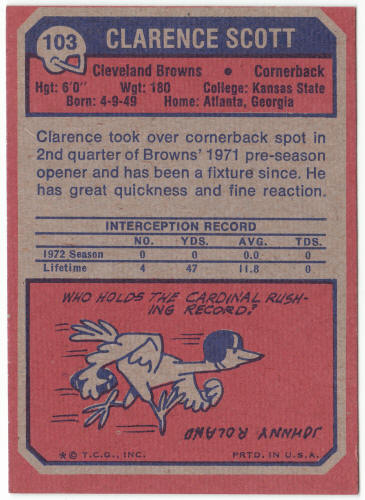 103
CLARENCE SCOTT
Cleveland Browns • Cornerback
Hgt: 6'0" Wgt: 180 College: Kansas State
Born: 4-9-49 Home: Atlanta, Georgia
Clarence took over cornerback spot in
2nd quarter of Browns' 1971 pre-season
opener and has been a fixture since. He
has great quickness and fine reaction.
INTERCEPTION RECORD
NO. YDS. AVG. TDS.
1972 Season 0 0 0.0 0
Lifetime 4 47 11.8 0
WHO HOLDS THE CARDINAL RUSH-
ING RECORD?
JOHNNY ROLAND
* © T.C.G., INC. PRTD. IN U.S.A.